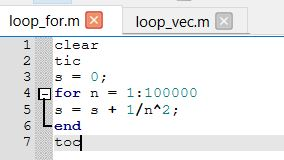 loop_for.m loop_vec.m
1 clear
2 tic
3 s = 0;
4 for n = 1:100000
5 s = s + 1/n^2;
6 end
7 toc